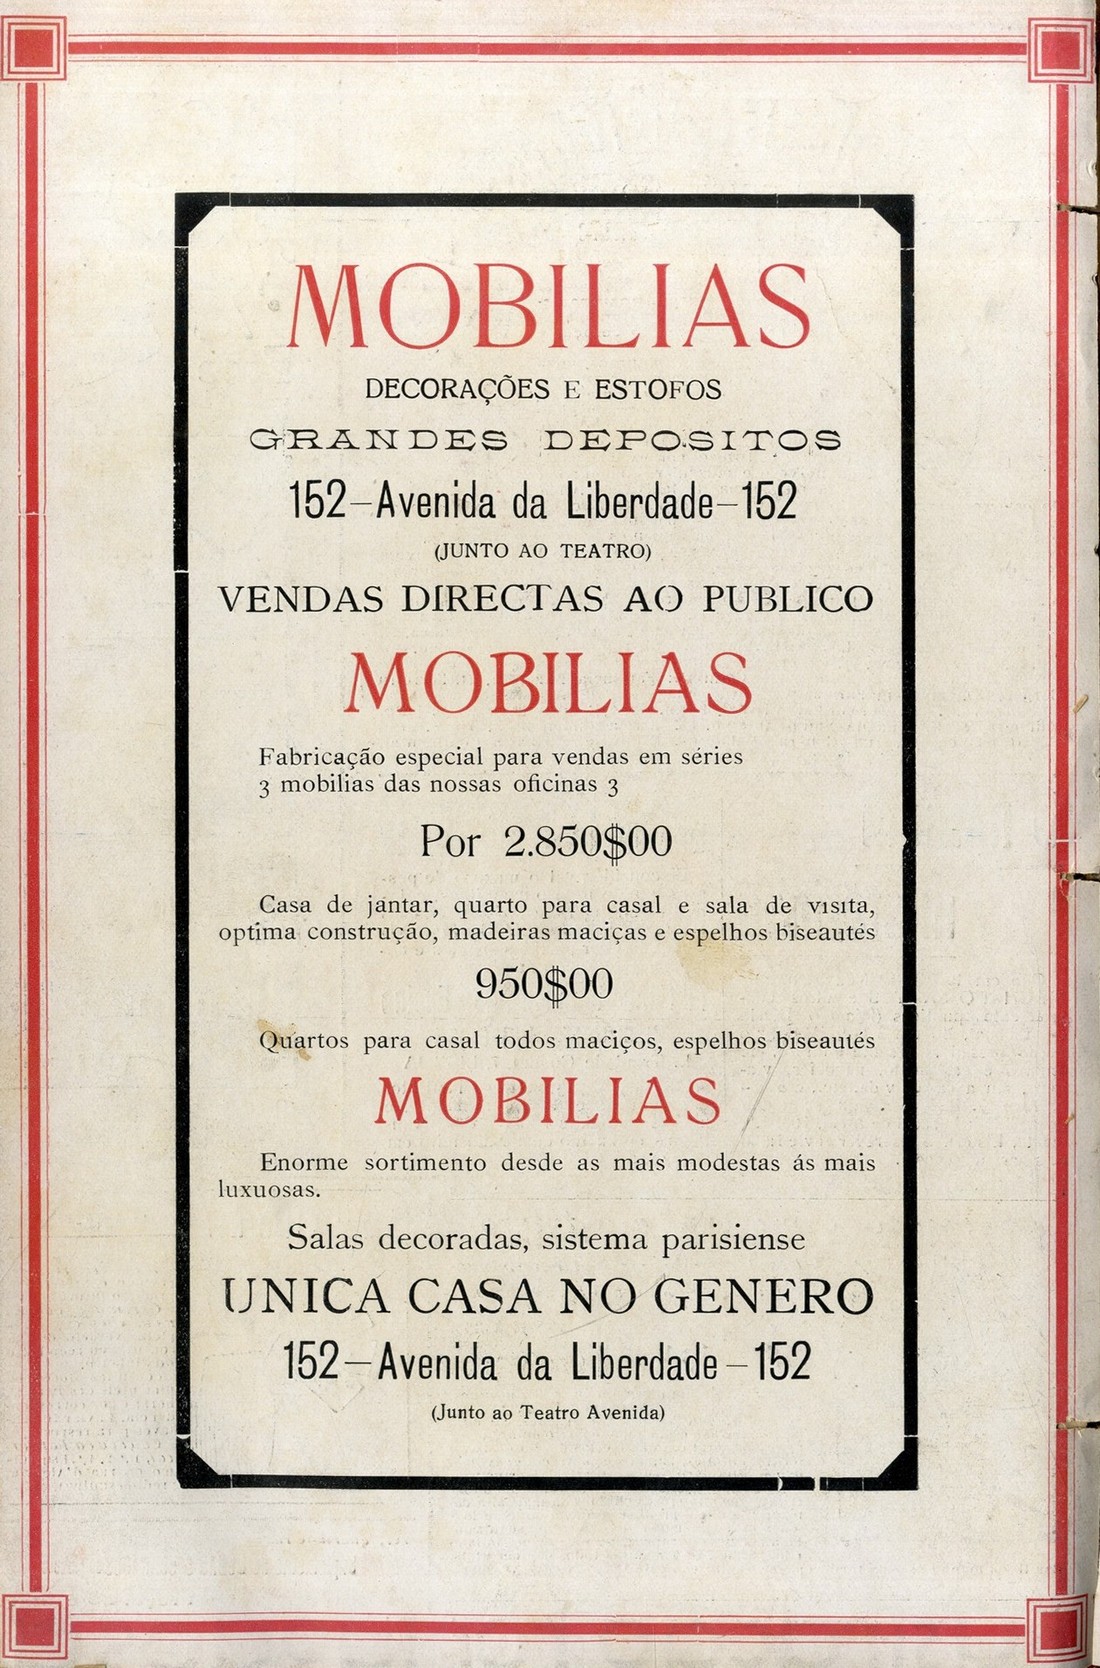 MOBILIAS
DECORAÇÕES E ESTOFOS
GRANDES DEPOSITOS
152—Avenida da Liberdade—152
(JUNTO AO TEATRO)
VENDAS DIRECTAS AO PUBLICO
MOBILIAS
Fabricação especial para vendas em séries
3 mobilias das nossas oficinas 3
Por 2.850$00
Casa de jantar, quarto para casal e sala de visita,
optima construção, madeiras maciças e espelhos biseautés
950$00
Quartos para casal todos maciços, espelhos biseautés
MOBILIAS
Enorme sortimento desde as mais modestas ás mais
luxuosas.
Salas decoradas, sistema parisiense
UNICA CASA NO GENERO
152—Avenida da Liberdade—152
(Junto ao Teatro Avenida)